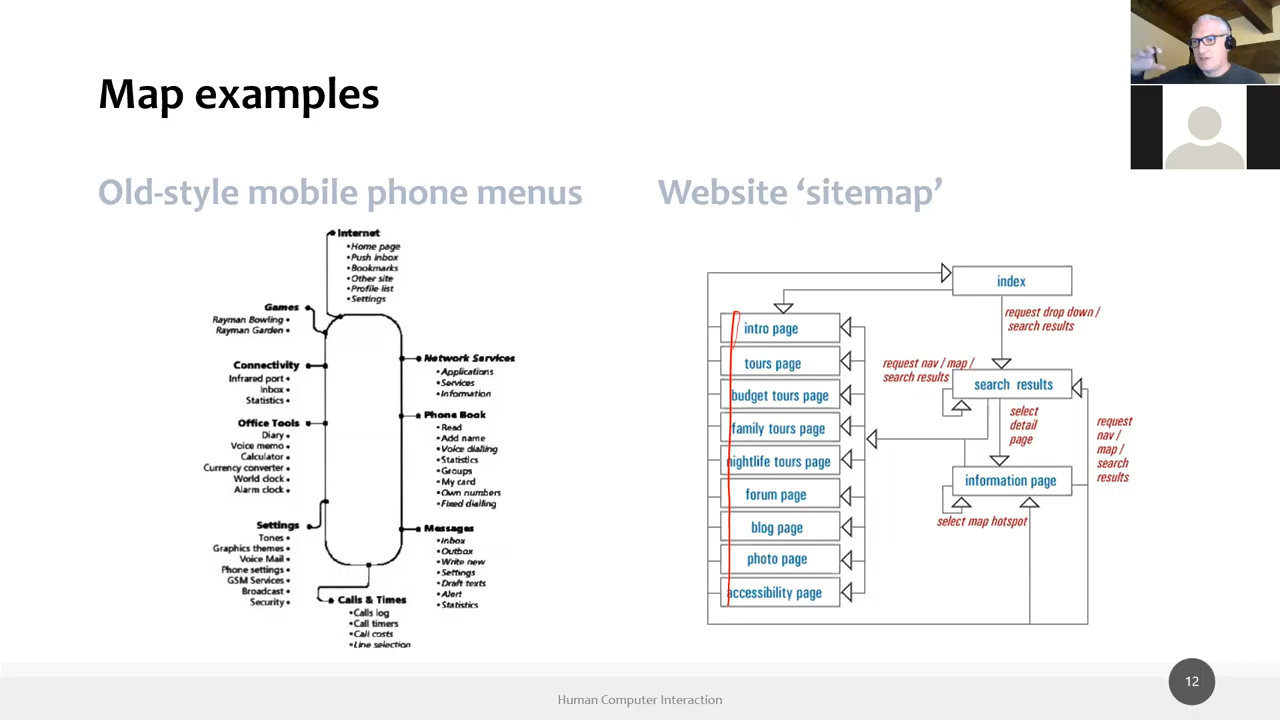 Map examples
Old-style mobile phone menus
Internet
•Home page
•Push inbox
•Bookmarks
•Other site
•Profile list
•Settings
Games
Rayman Bowling •
Rayman Garden •
Connectivity
Infrared port •
Inbox •
Statistics •
Office Tools
Diary •
Voice memo •
Calculator •
Currency converter •
World clock •
Alarm clock •
Settings
Tones •
Graphics themes •
Voice Mail •
Phone settings •
GSM Services •
Broadcast •
Security •
Network Services
•Applications
•Services
•Information
Phone Book
•Read
•Add name
•Voice dialling
•Statistics
•Groups
•My card
•Own numbers
•Fixed dialling
Messages
•Inbox
•Outbox
•Write new
•Settings
•Draft texts
•Alert
•Statistics
Calls & Times
•Calls log
•Call timers
•Call costs
•Line selection
Website ‘sitemap’
index
request drop down /
search results
intro page
tours page
budget tours page
family tours page
nightlife tours page
forum page
blog page
photo page
accessibility page
request nav / map /
search results
search results
select
detail
page
request
nav /
map /
search
results
information page
select map hotspot
Human Computer Interaction
12